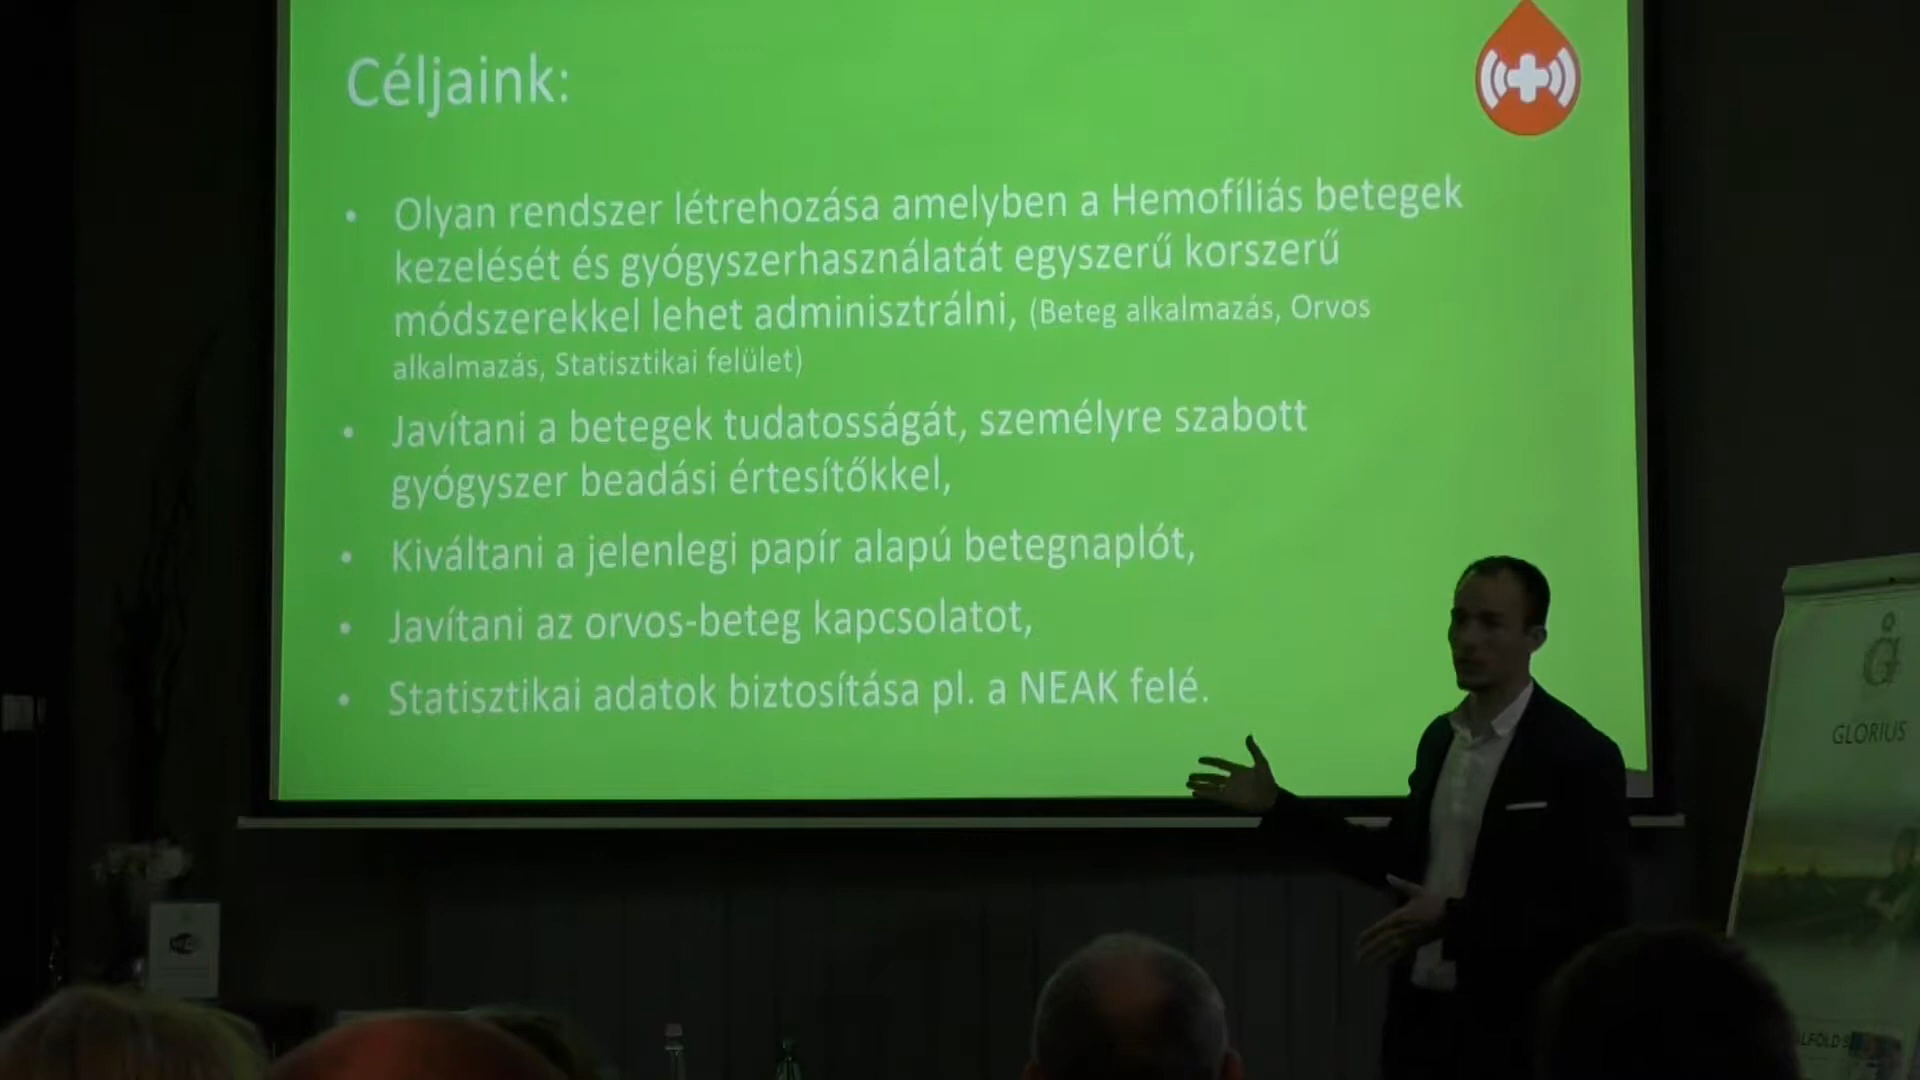 Céljaink:
• Olyan rendszer létrehozása amelyben a Hemofíliás betegek
kezelését és gyógyszerhasználatát egyszerű korszerű
módszerekkel lehet adminisztrálni, (Beteg alkalmazás, Orvos
alkalmazás, Statisztikai felület)
• Javítani a betegek tudatosságát, személyre szabott
gyógyszer beadási értesítőkkel,
• Kiváltani a jelenlegi papír alapú betegnaplót,
• Javítani az orvos-beteg kapcsolatot,
• Statisztikai adatok biztosítása pl. a NEAK felé.
G
GLORIUS